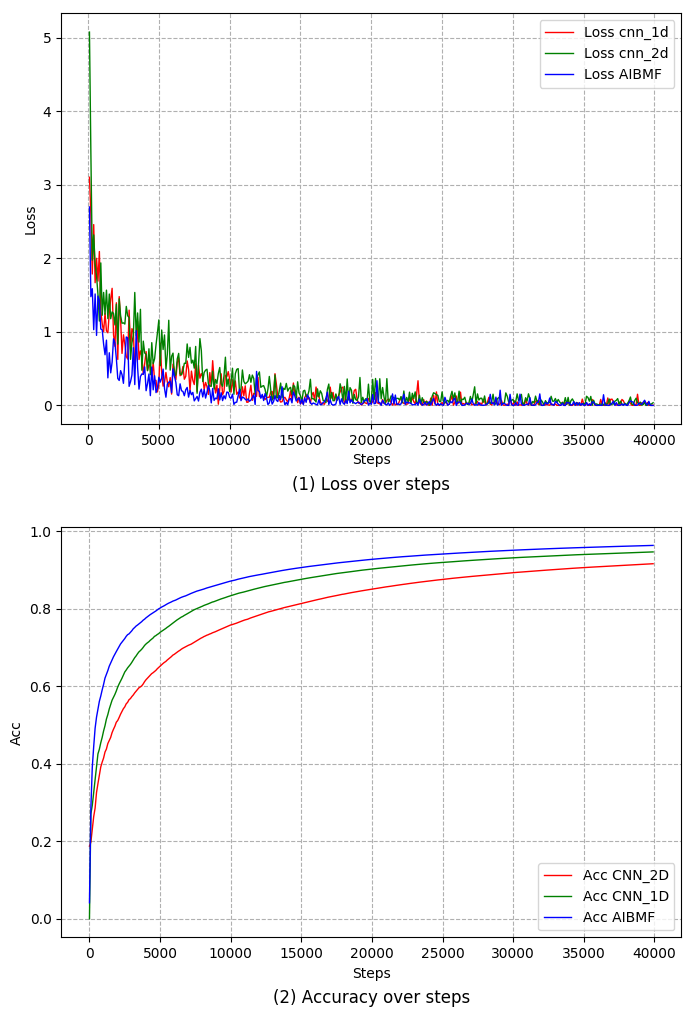 5
4
3
2
1
0
Loss
Loss cnn_1d
Loss cnn_2d
Loss AIBMF
0 5000 10000 15000 20000 25000 30000 35000 40000
Steps
(1) Loss over steps
1.0
0.8
0.6
0.4
0.2
0.0
Acc
Acc CNN_2D
Acc CNN_1D
Acc AIBMF
0 5000 10000 15000 20000 25000 30000 35000 40000
Steps
(2) Accuracy over steps